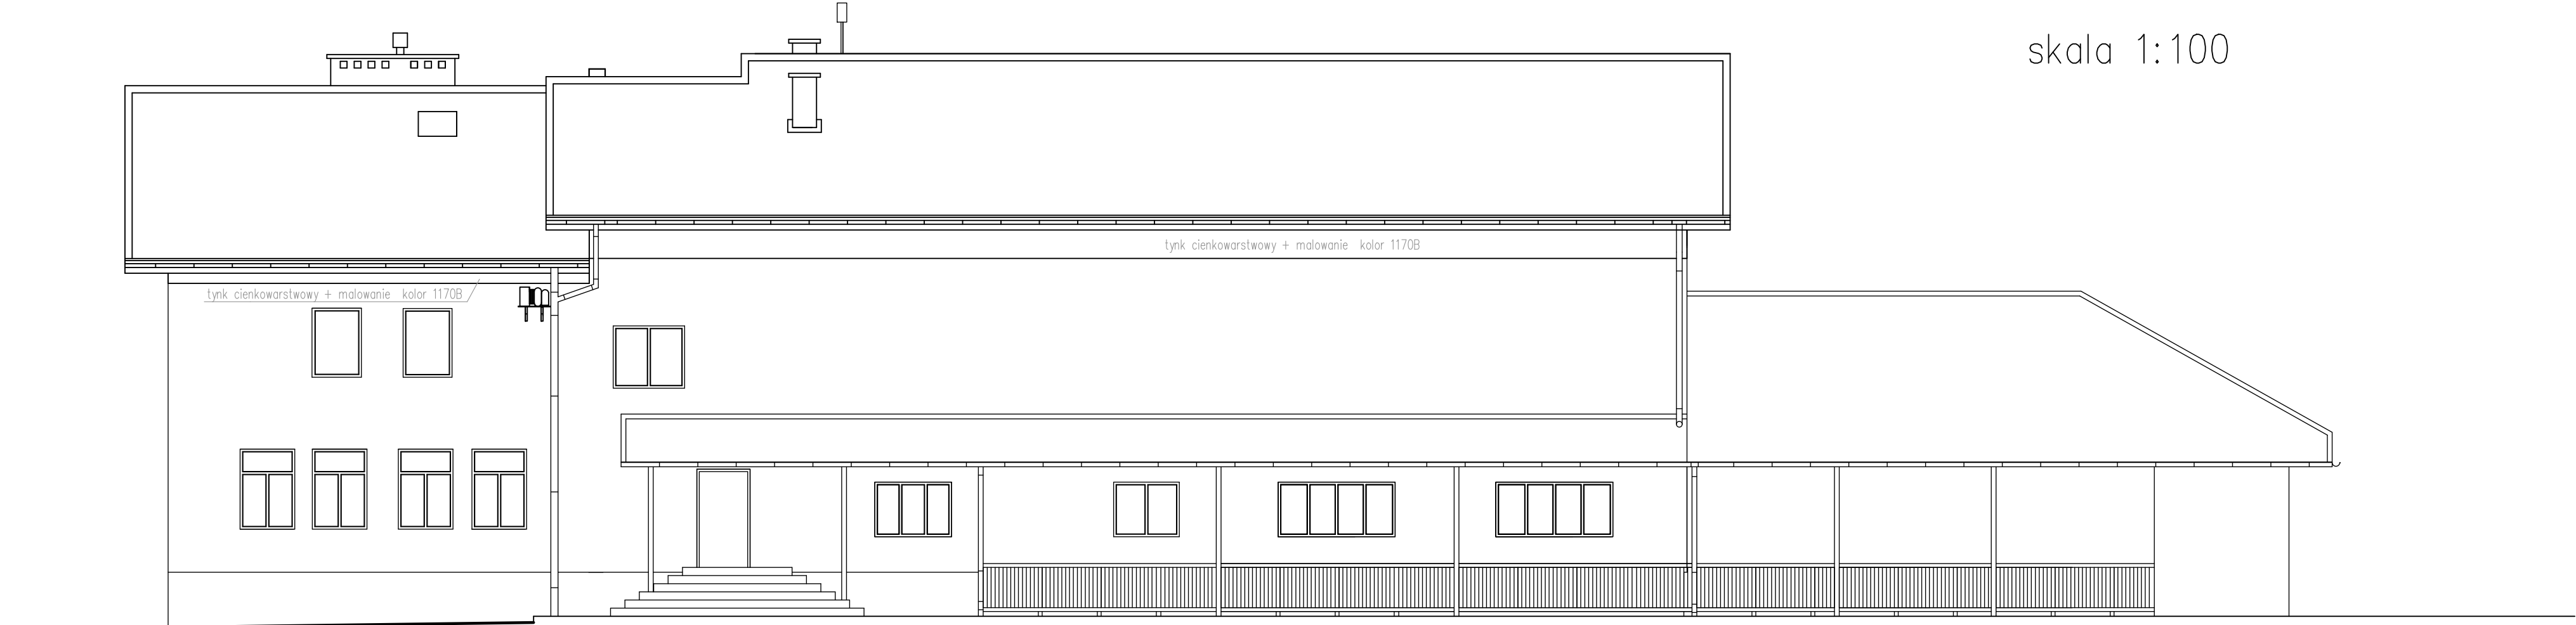 skala 1:100
tynk cienkowarstwowy + malowanie kolor 1170B
tynk cienkowarstwowy + malowanie kolor 1170B